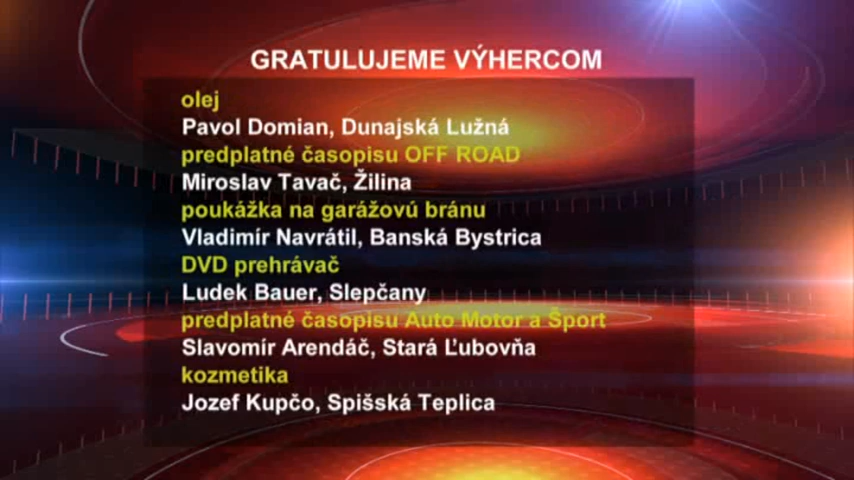 GRATULUJEME VÝHERCOM
olej
Pavol Domian, Dunajská Lužná
predplatné časopisu OFF ROAD
Miroslav Tavač, Žilina
poukážka na garážovú bránu
Vladimír Navrátil, Banská Bystrica
DVD prehrávač
Ludek Bauer, Slepčany
predplatné časopisu Auto Motor a Šport
Slavomír Arendáč, Stará Ľubovňa
kozmetika
Jozef Kupčo, Spišská Teplica